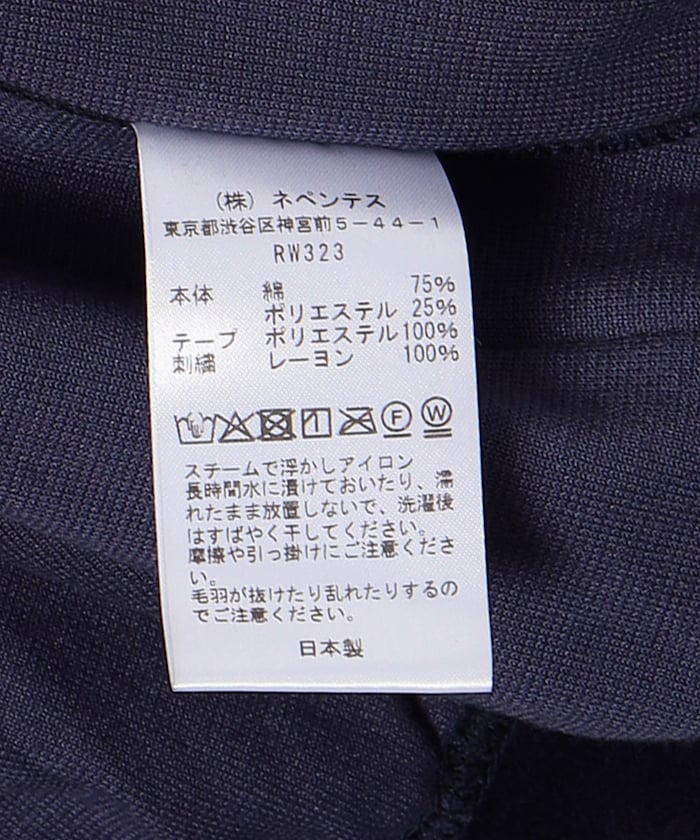 (株) ネペンテス
東京都渋谷区神宮前5−44−1
RW323
本体 綿 75%
ポリエステル 25%
テープ ポリエステル 100%
刺繍 レーヨン 100%
F W
スチームで浮かしアイロン
長時間水に漬けておいたり、濡
れたまま放置しないで、洗濯後
はすばやく干してください。
摩擦や引っ掛けにご注意くださ
い。
毛羽が抜けたり乱れたりするの
でご注意ください。
日本製